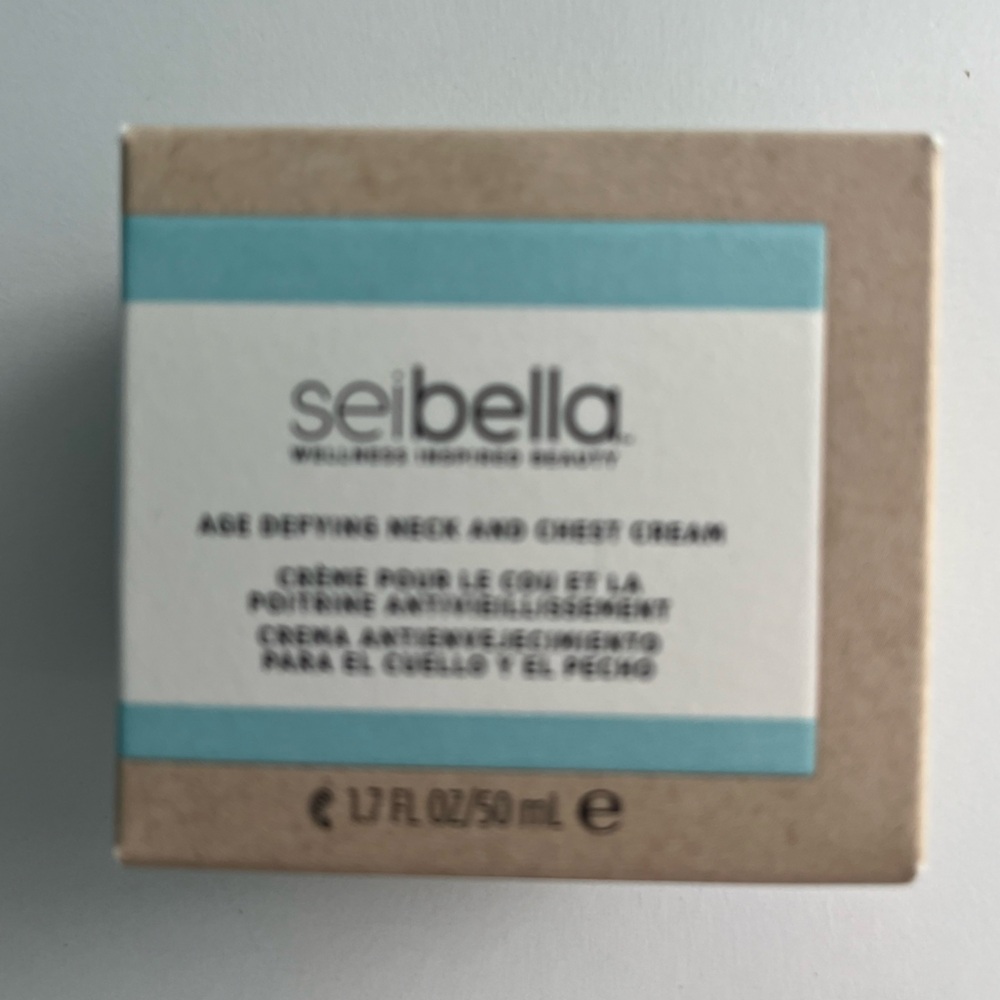 seibella
WELLNESS INSPIRED BEAUTY
AGE DEFYING NECK AND CHEST CREAM
CRÈME POUR LE COU ET LA
POITRINE ANTIVIEILLISSEMENT
CREMA ANTIENVEJECIMIENTO
PARA EL CUELLO Y EL PECHO
1.7 FL OZ/50 mL ℮